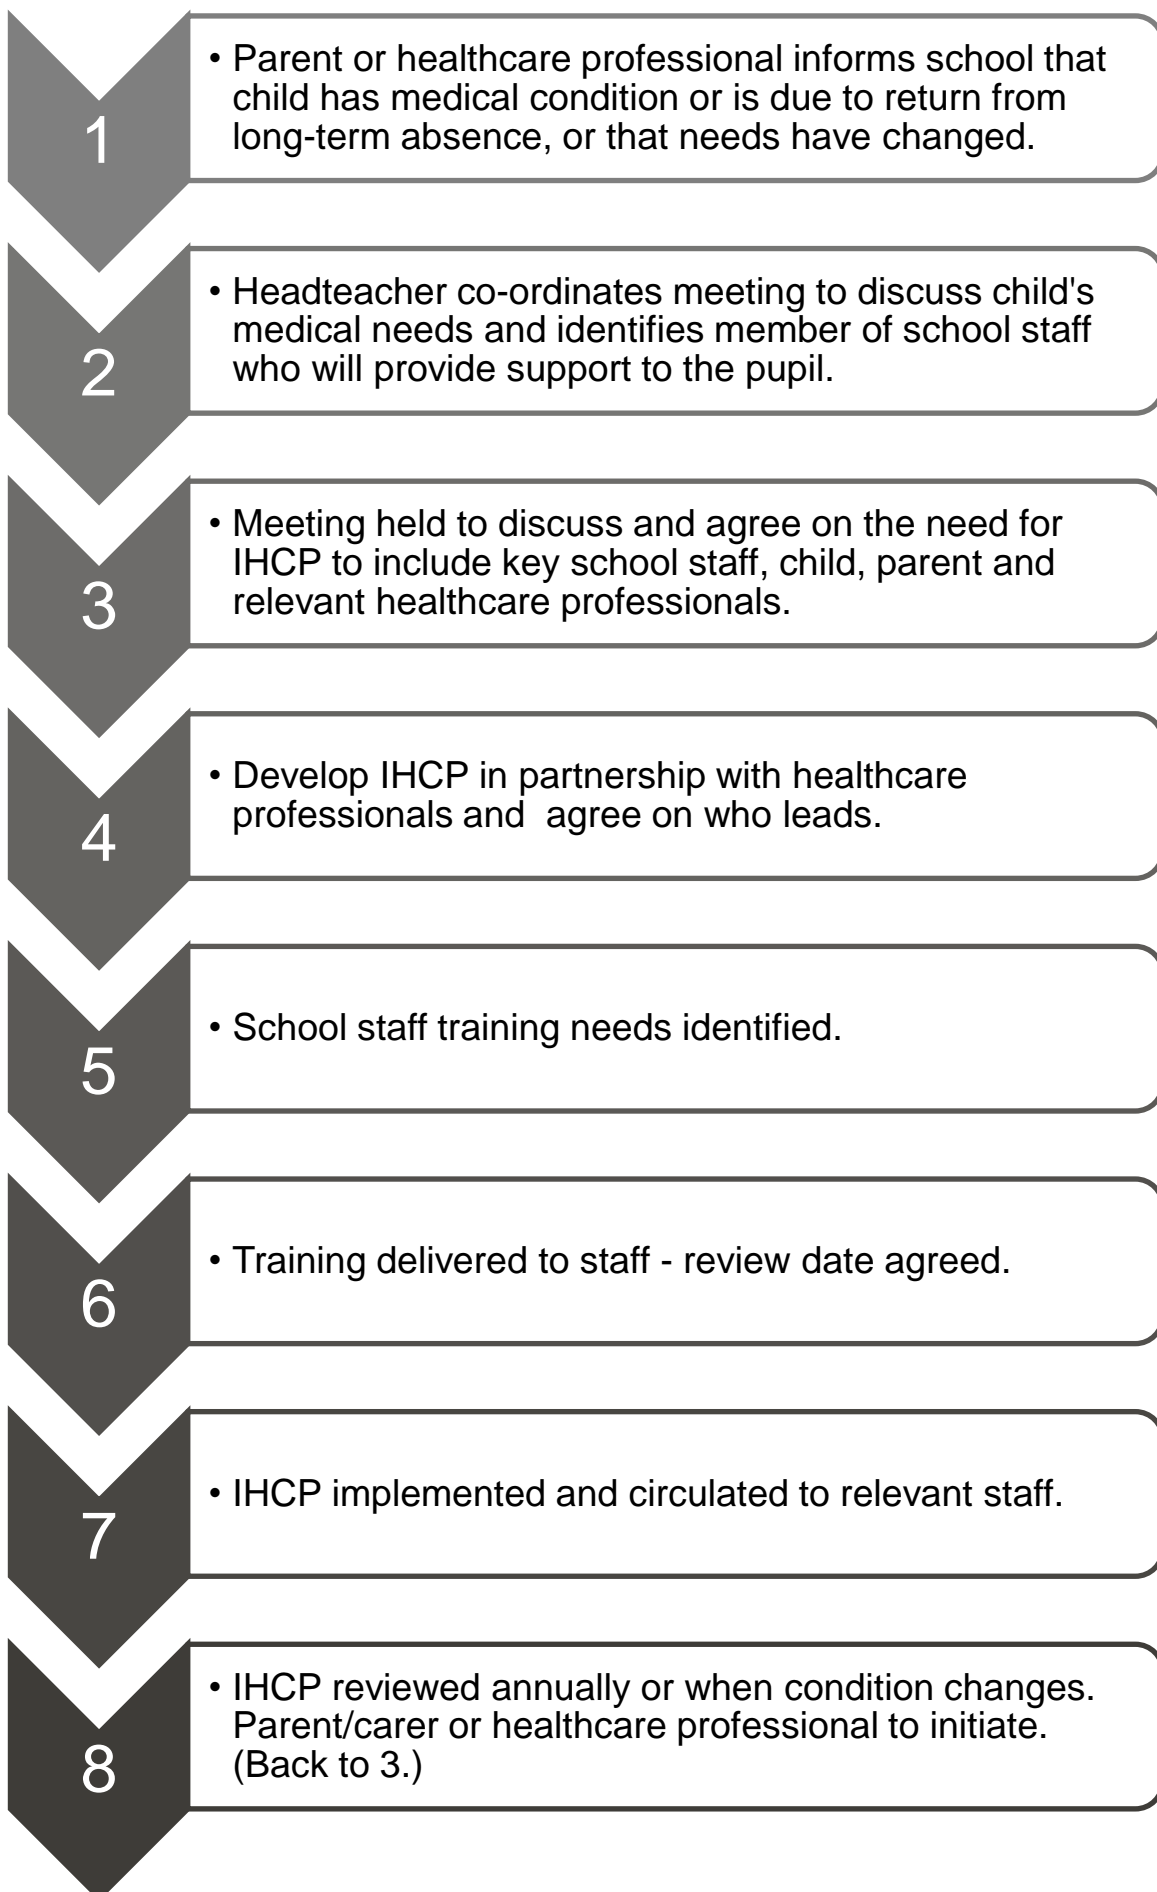 1
• Parent or healthcare professional informs school that
child has medical condition or is due to return from
long-term absence, or that needs have changed.
2
• Headteacher co-ordinates meeting to discuss child's
medical needs and identifies member of school staff
who will provide support to the pupil.
3
• Meeting held to discuss and agree on the need for
IHCP to include key school staff, child, parent and
relevant healthcare professionals.
4
• Develop IHCP in partnership with healthcare
professionals and  agree on who leads.
5
• School staff training needs identified.
6
• Training delivered to staff - review date agreed.
7
• IHCP implemented and circulated to relevant staff.
8
• IHCP reviewed annually or when condition changes.
Parent/carer or healthcare professional to initiate.
(Back to 3.)